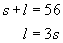 s + l = 56
l = 3s